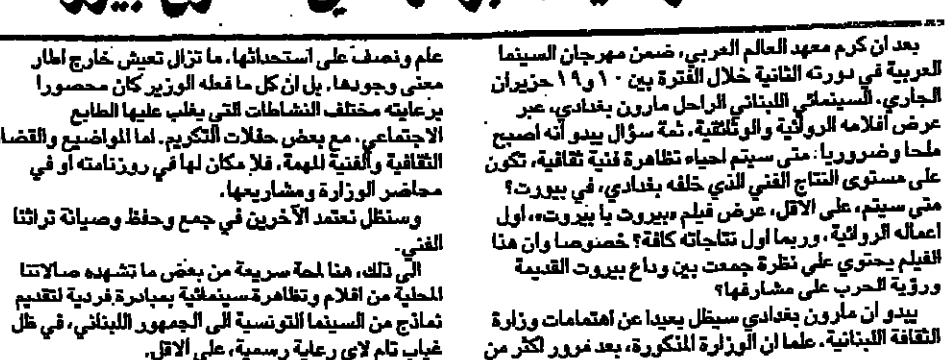 بعد ان كرم معهد العالم العربي، ضمن مهرجان السينما
العربية في دورته الثانية خلال الفترة بين ١٠ و١٩ حزيران
الجاري، السينمائي اللبناني الراحل مارون بغدادي، عبر
عرض افلامه الروائية والوثائقية، ثمة سؤال يبدو أنه اصبح
ملحا وضروريا: متى سيتم احياء تظاهرة فنية ثقافية، تكون
على مستوى النتاج الفني الذي خلفه بغدادي، في بيروت؟
متى سيتم، على الاقل، عرض فيلم «بيروت يا بيروت»، اول
اعماله الروائية، وربما اول نتاجاته كافة؟ خصوصا وان هذا
الفيلم يحتوي على نظرة جمعت بين وداع بيروت القديمة
ورؤية الحرب على مشارفها؟
يبدو ان مارون بغدادي سيظل بعيدا عن اهتمامات وزارة
الثقافة اللبنانية. علما ان الوزارة المذكورة، بعد مرور اكثر من
عام ونصف على استحداثها، ما تزال تعيش خارج اطار
معنى وجودها. بل ان كل ما فعله الوزير كان محصورا
برعايته مختلف النشاطات التي يغلب عليها الطابع
الاجتماعي، مع بعض حفلات التكريم. اما المواضيع والقضا
الثقافية والفنية المهمة، فلا مكان لها في روزنامته او في
محاضر الوزارة ومشاريعها.
وسنظل نعتمد الآخرين في جمع وحفظ وصيانة تراثنا
الفني.
الى ذلك، هنا لمحة سريعة من بعض ما تشهده صالاتنا
المحلية من افلام وتظاهرة سينمائية بمبادرة فردية لتقديم
نماذج من السينما التونسية الى الجمهور اللبناني، في ظل
غياب تام لاي رعاية رسمية، على الاقل.